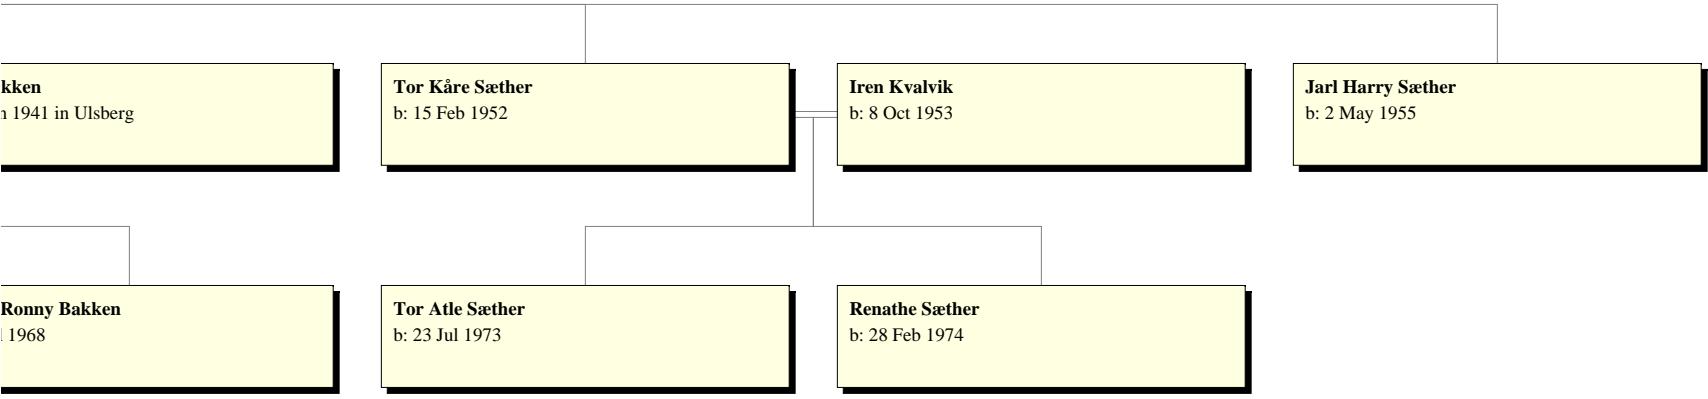 kken
1941 in Ulsberg
Tor Kåre Sæther
b: 15 Feb 1952
Iren Kvalvik
b: 8 Oct 1953
Jarl Harry Sæther
b: 2 May 1955
Ronny Bakken
1968
Tor Atle Sæther
b: 23 Jul 1973
Renathe Sæther
b: 28 Feb 1974